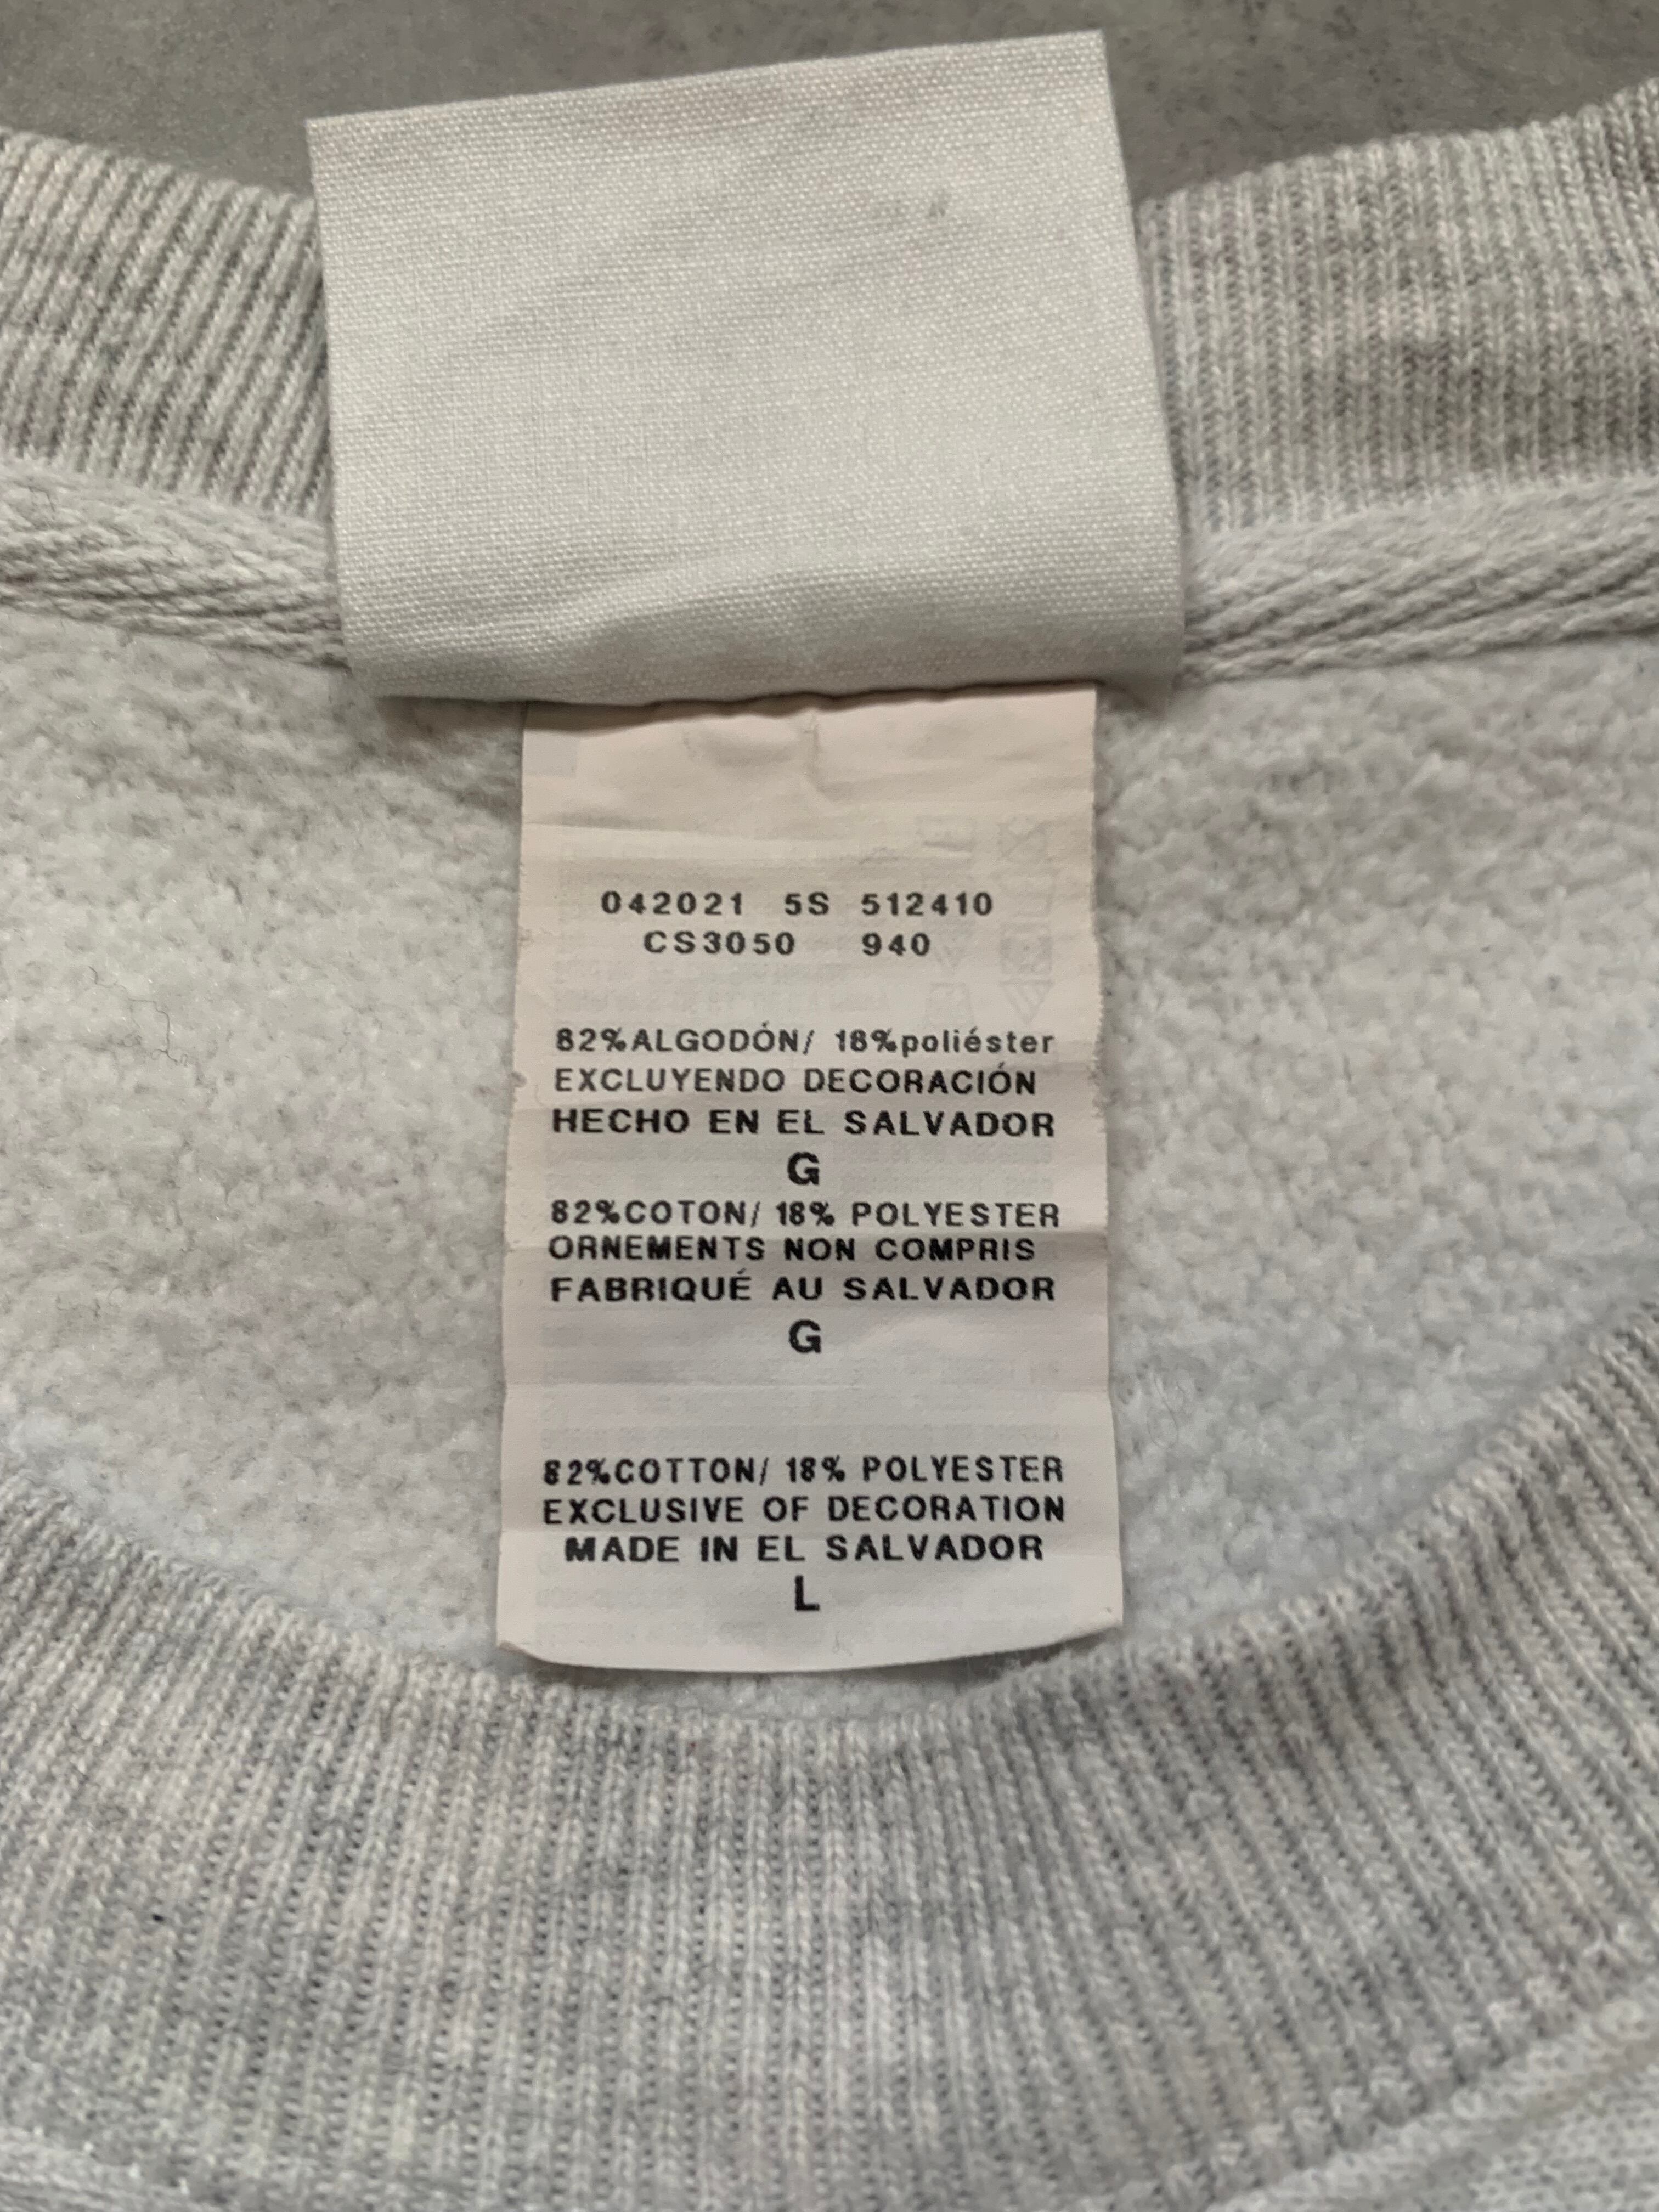 042021 5S 512410
CS3050 940
82%ALGODÓN/ 18%poliéster
EXCLUYENDO DECORACIÓN
HECHO EN EL SALVADOR
G
82%COTON/ 18% POLYESTER
ORNEMENTS NON COMPRIS
FABRIQUÉ AU SALVADOR
G
82%COTTON/ 18% POLYESTER
EXCLUSIVE OF DECORATION
MADE IN EL SALVADOR
L